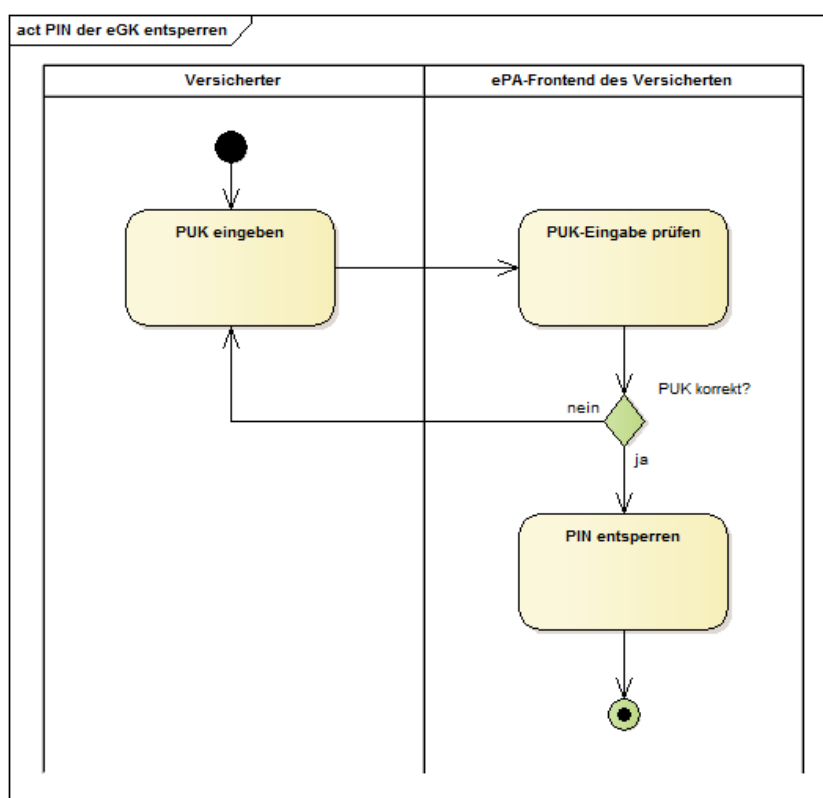 act PIN der eGK entsperren
Versicherter
ePA-Frontend des Versicherten
PUK eingeben
PUK-Eingabe prüfen
PUK korrekt?
nein
ja
PIN entsperren